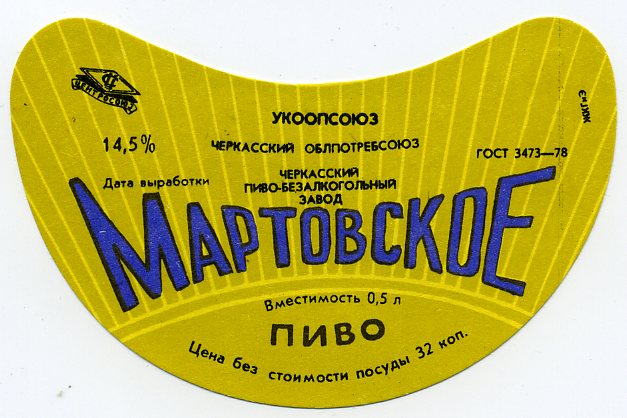 ЦЕНТРОСОЮЗ
УКООПСОЮЗ
14,5%
ЧЕРКАССКИЙ ОБЛПОТРЕБСОЮЗ
ГОСТ 3473—78
Дата выработки
ЧЕРКАССКИЙ
ПИВО-БЕЗАЛКОГОЛЬНЫЙ
ЗАВОД
МАРТОВСКОЕ
Вместимость 0,5 л
ПИВО
Цена без стоимости посуды 32 коп.